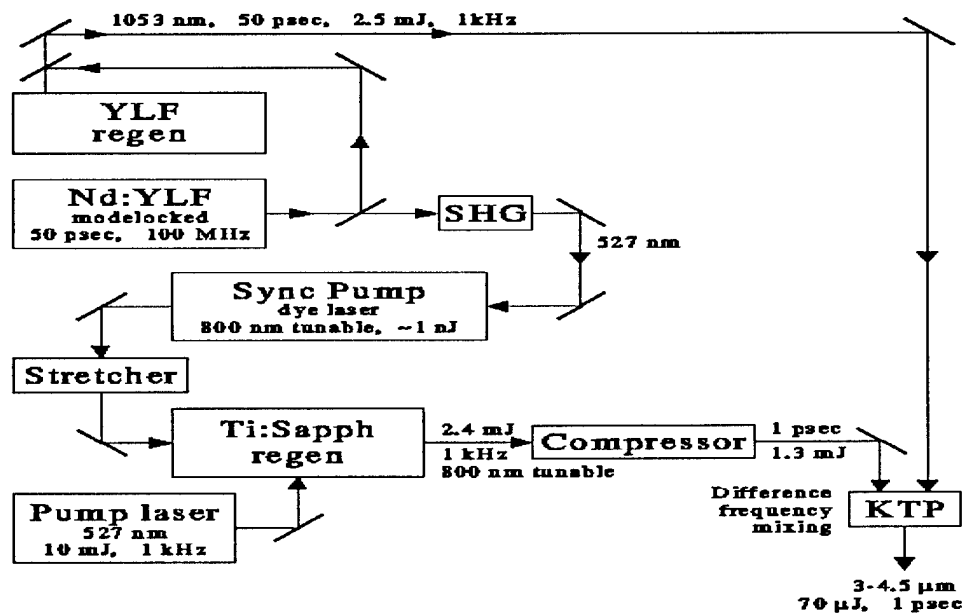 1053 nm, 50 psec, 2.5 mJ, 1kHz
YLF
regen
Nd:YLF
modelocked
50 psec, 100 MHz
SHG
527 nm
Sync Pump
dye laser
800 nm tunable, ~1 nJ
Stretcher
Ti:Sapph
regen
2.4 mJ
1 kHz
800 nm tunable
Compressor
1 psec
1.3 mJ
Pump laser
527 nm
10 mJ, 1 kHz
Difference
frequency
mixing
KTP
3-4.5 μm
70 μJ, 1 psec